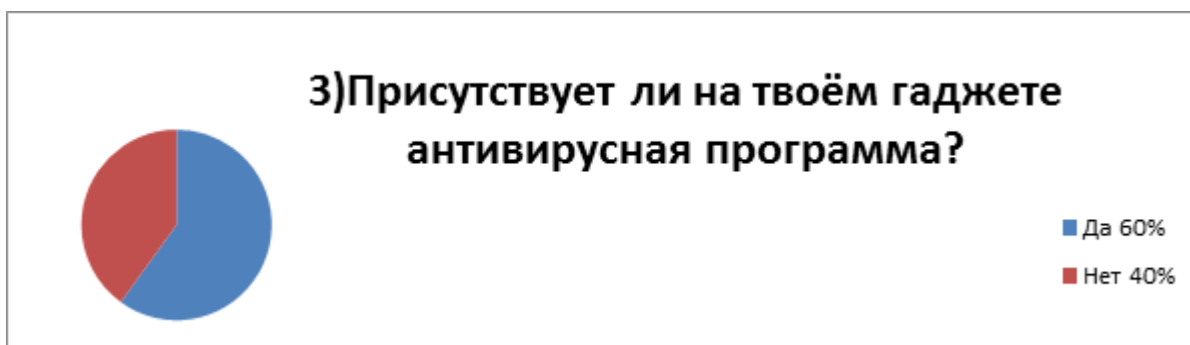 3)Присутствует ли на твоём гаджете
антивирусная программа?
Да 60%
Нет 40%